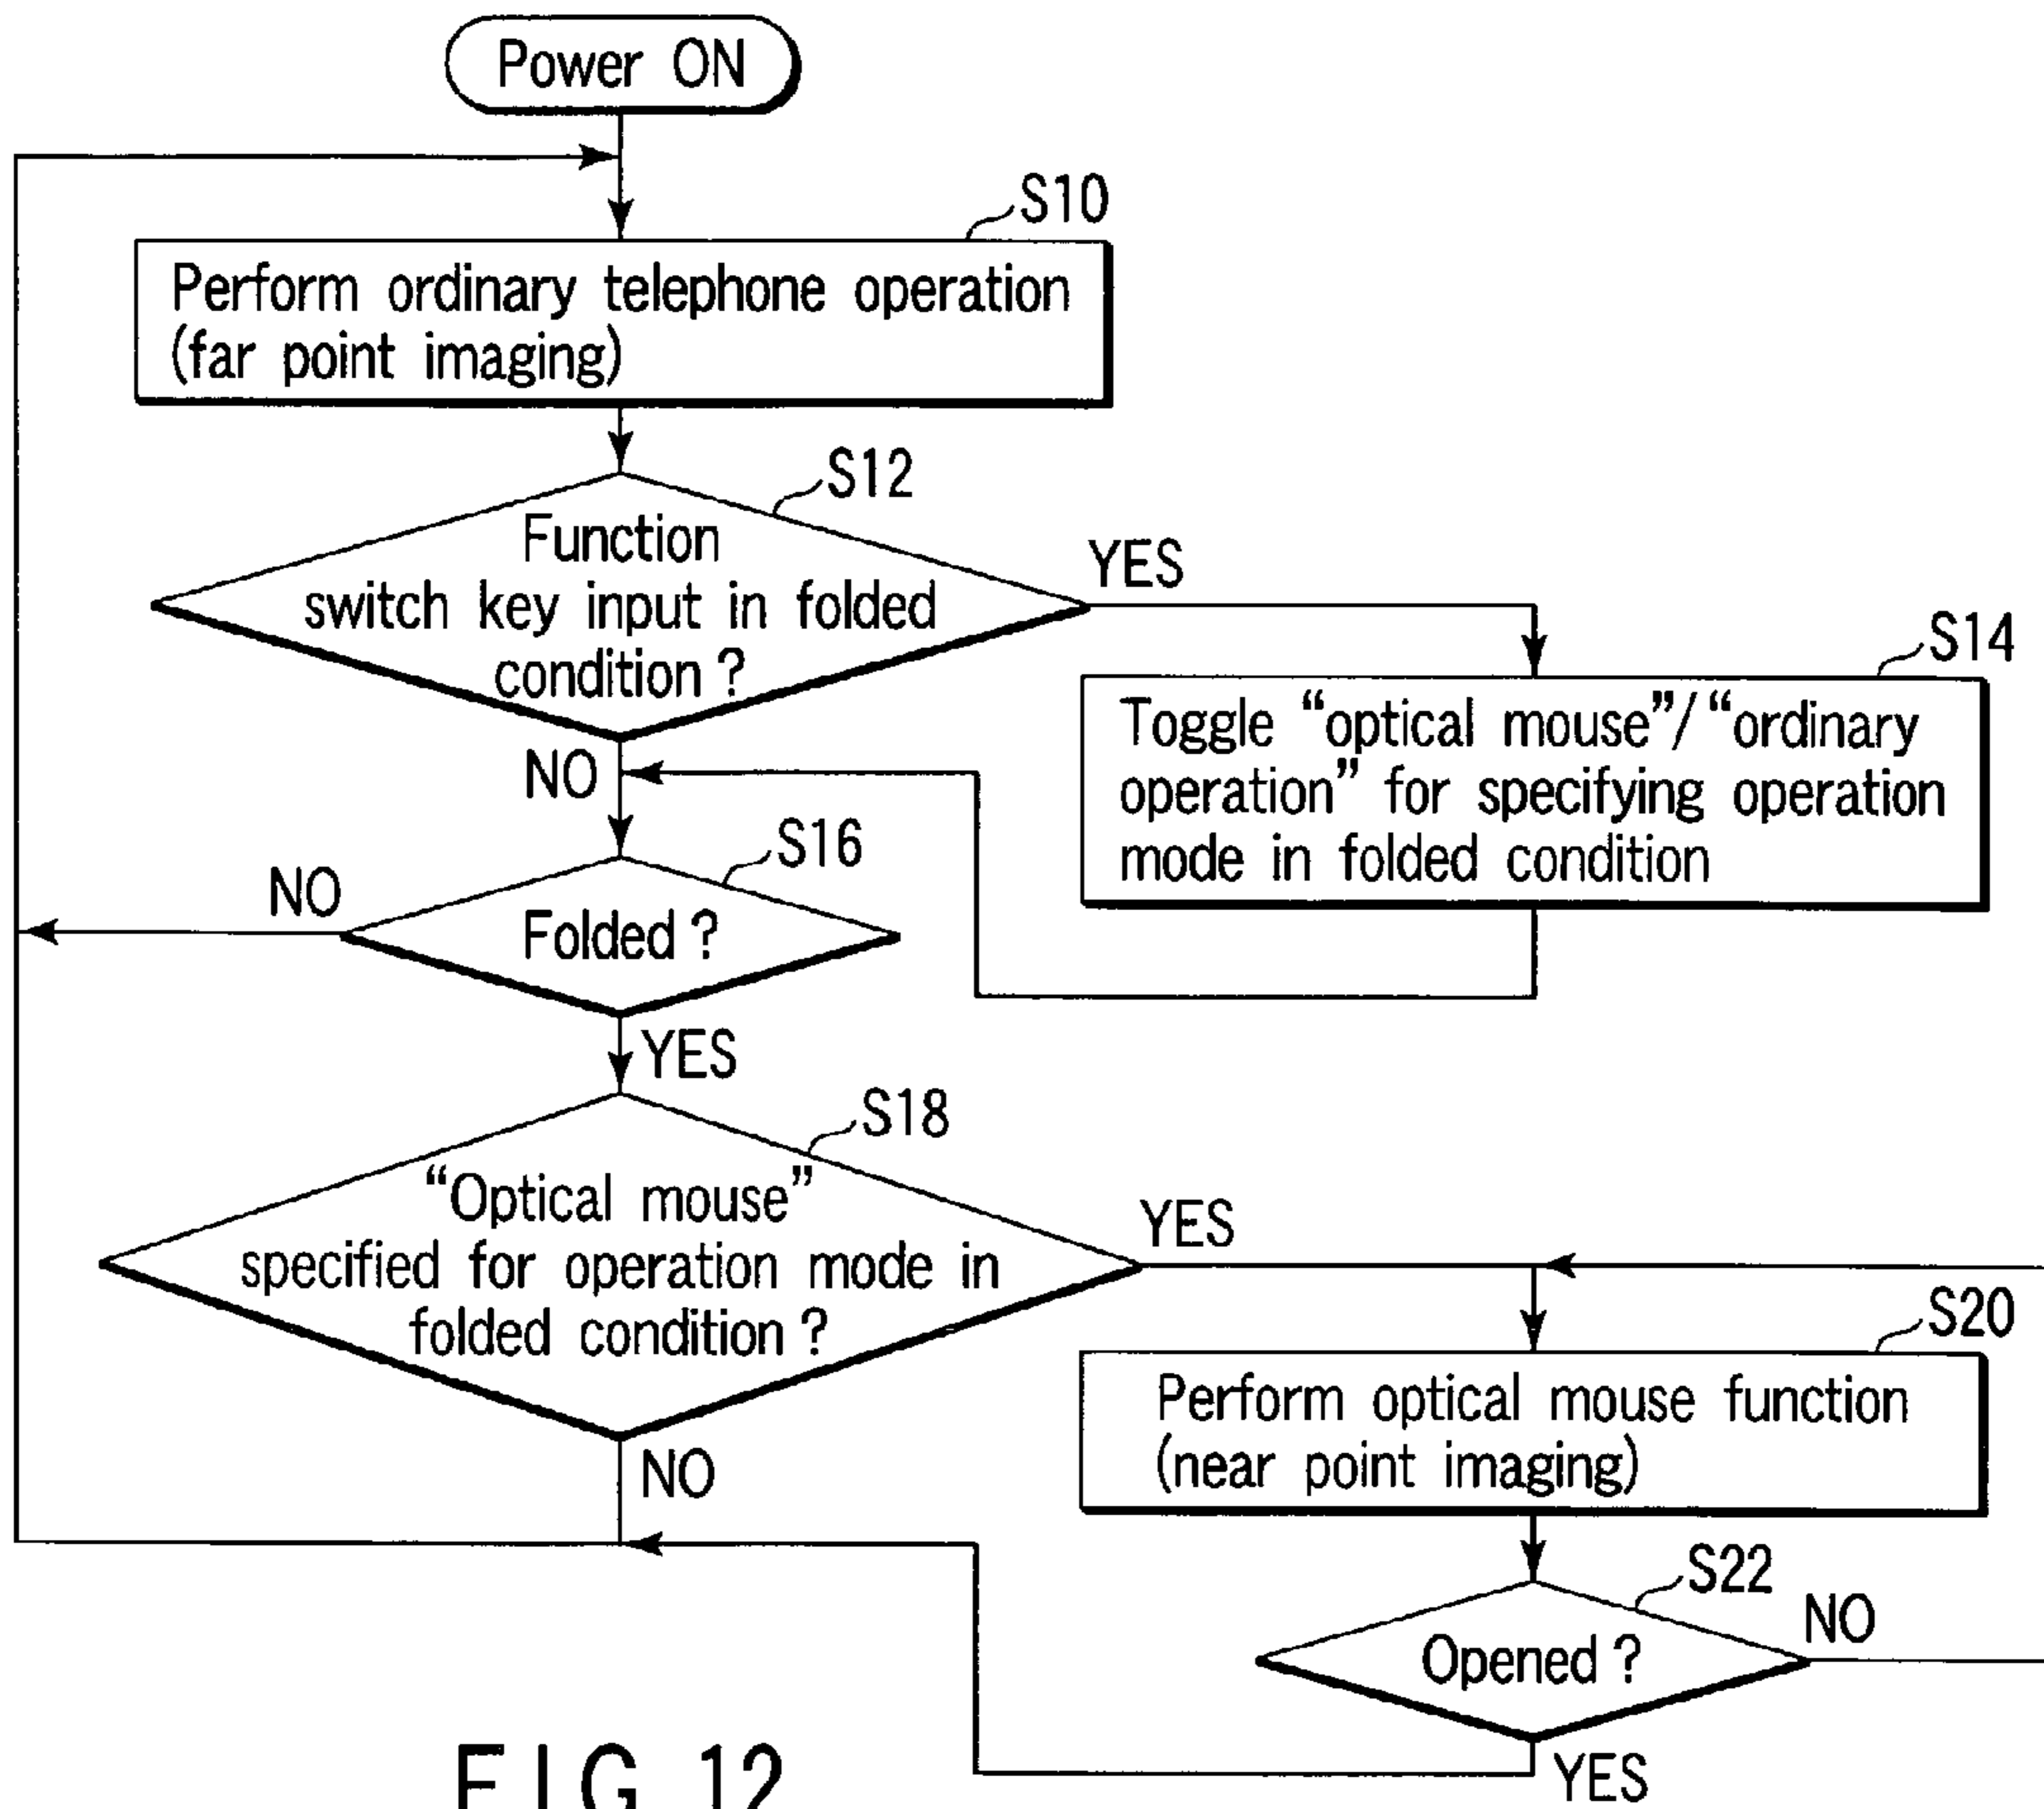 Power ON
S10
Perform ordinary telephone operation
(far point imaging)
S12
Function
switch key input in folded
condition ?
YES
NO
S14
Toggle “optical mouse”/“ordinary
operation” for specifying operation
mode in folded condition
S16
Folded ?
NO
YES
S18
“Optical mouse”
specified for operation mode in
folded condition ?
YES
NO
S20
Perform optical mouse function
(near point imaging)
S22
Opened ?
NO
YES
FIG. 12